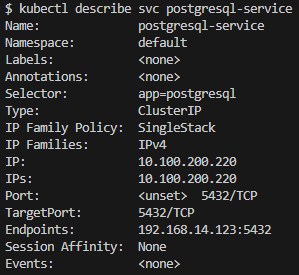 $ kubectl describe svc postgresql-service
Name:              postgresql-service
Namespace:         default
Labels:            <none>
Annotations:       <none>
Selector:          app=postgresql
Type:              ClusterIP
IP Family Policy:  SingleStack
IP Families:       IPv4
IP:                10.100.200.220
IPs:               10.100.200.220
Port:              <unset>  5432/TCP
TargetPort:        5432/TCP
Endpoints:         192.168.14.123:5432
Session Affinity:  None
Events:            <none>